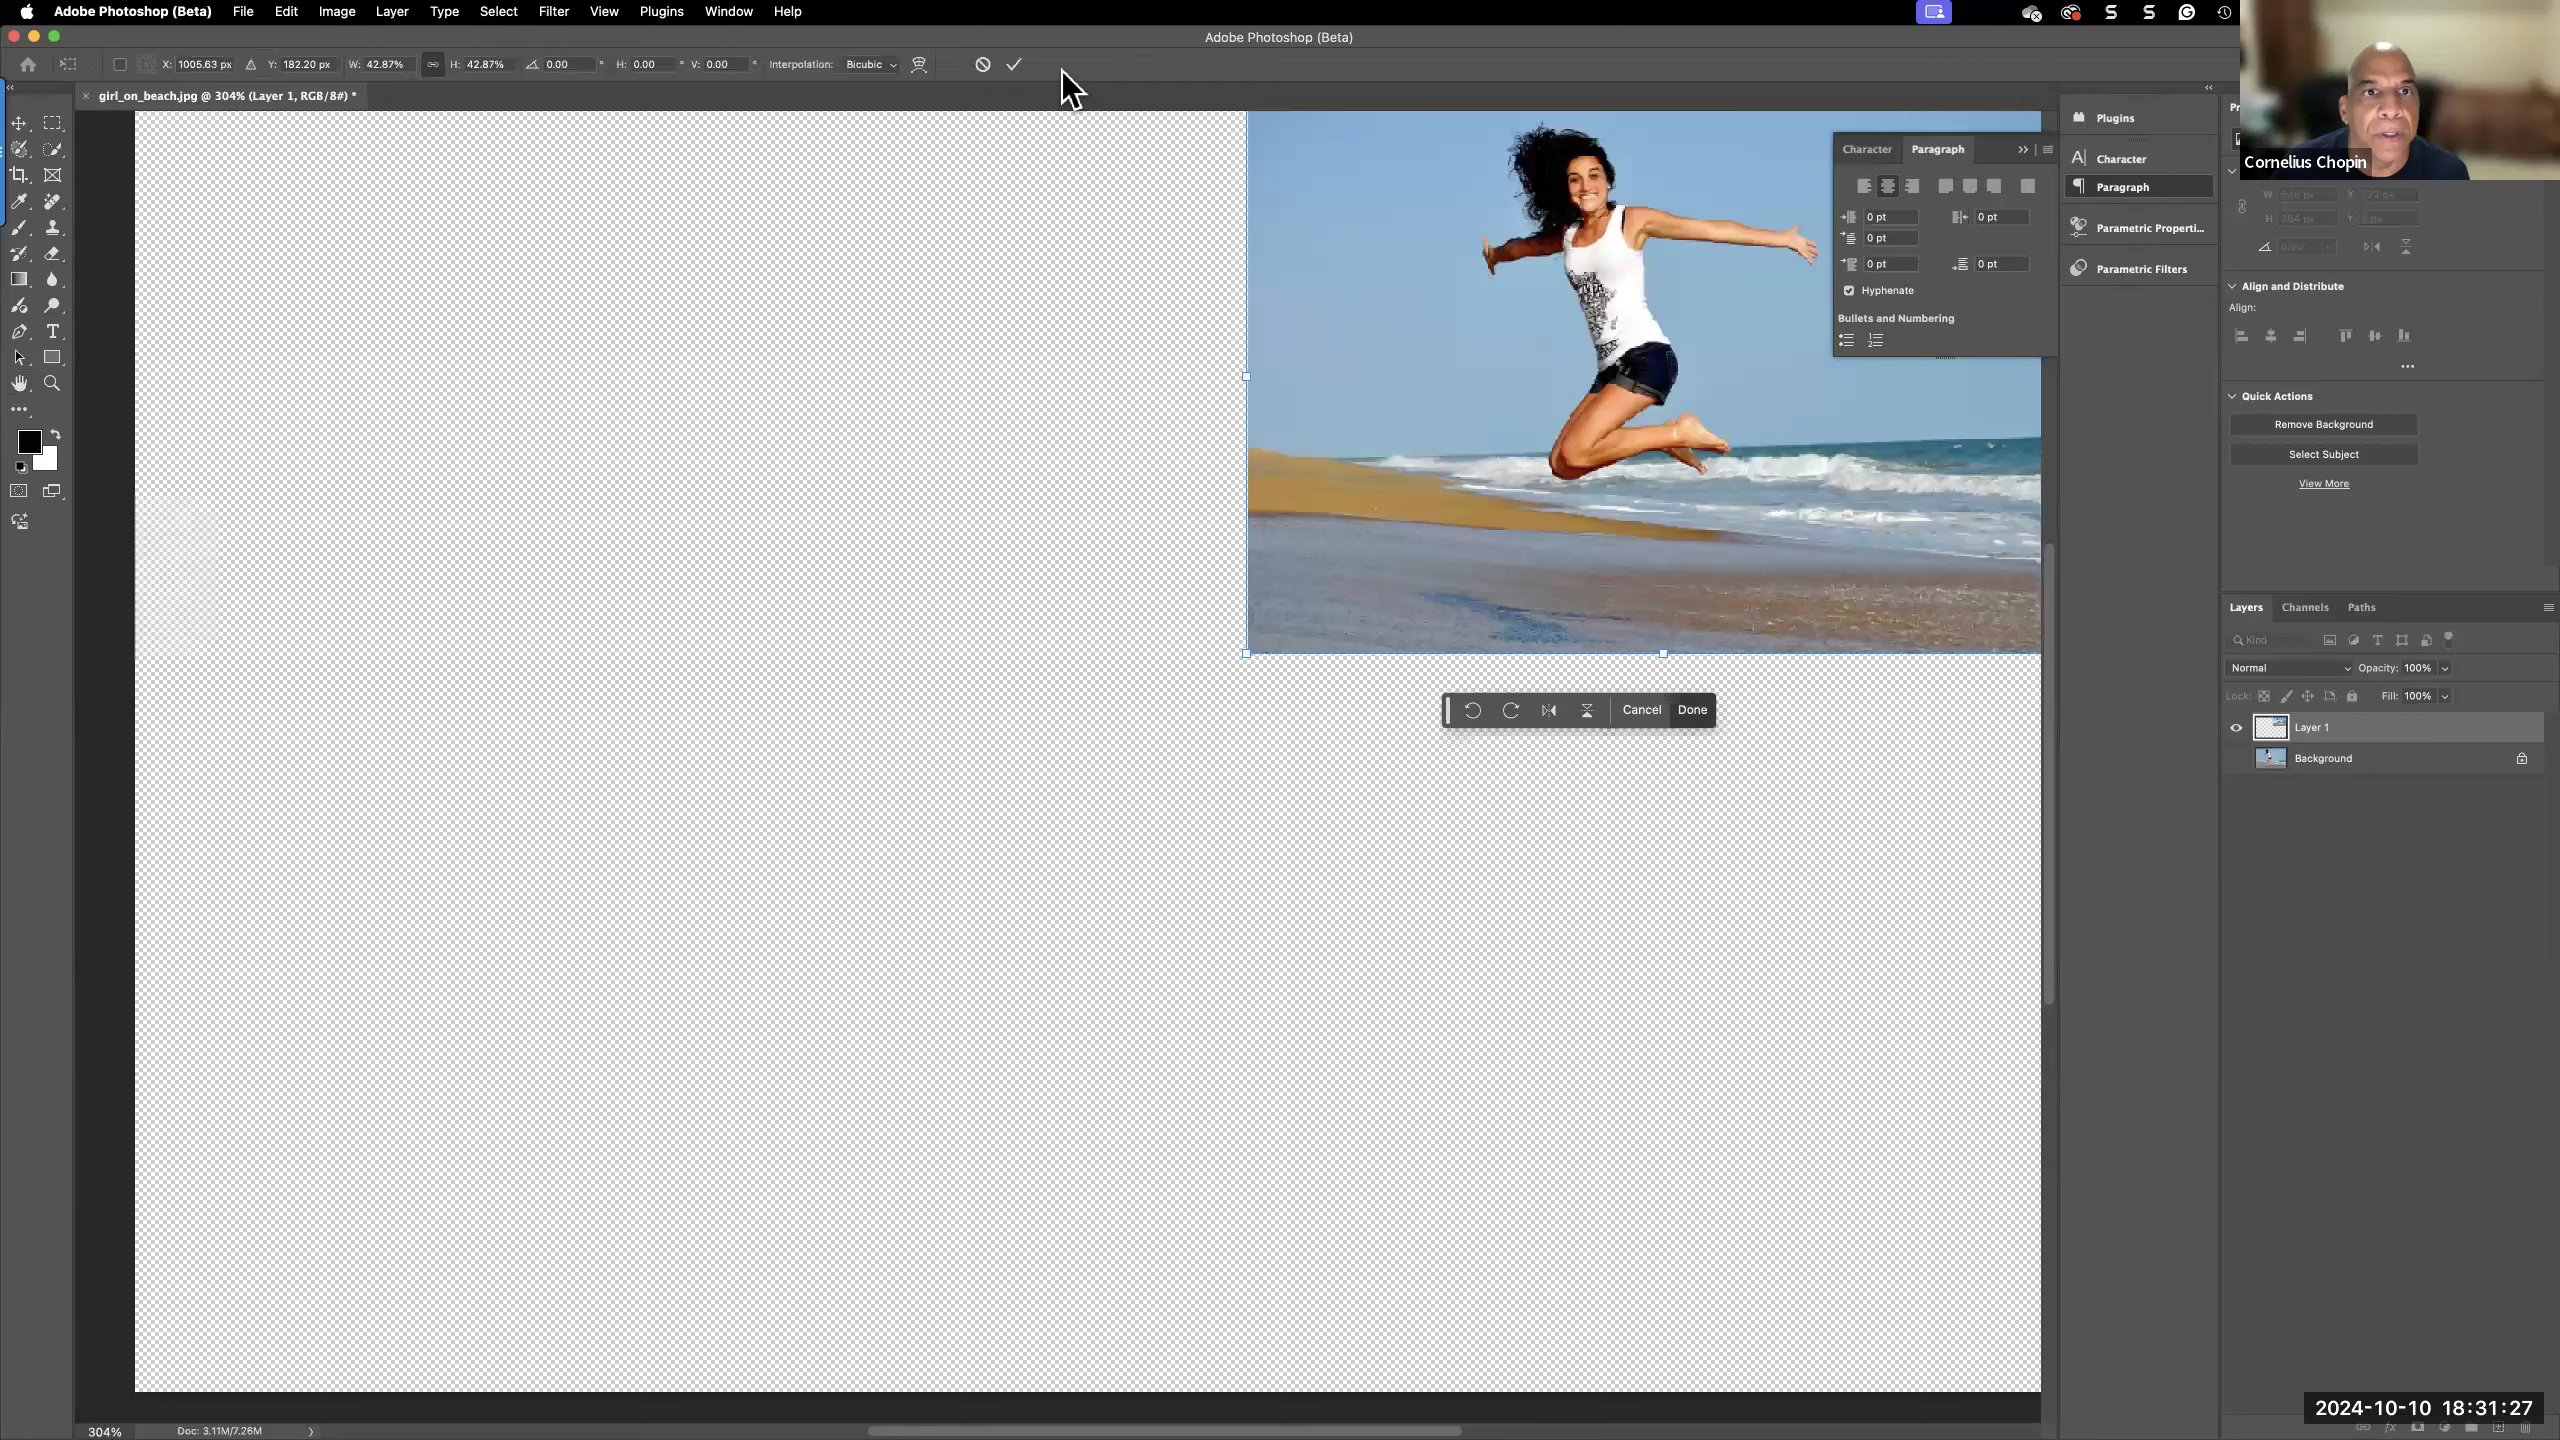 Adobe Photoshop (Beta) File Edit Image Layer Type Select Filter View Plugins Window Help
Adobe Photoshop (Beta)
X: 1005.63 px Y: 182.20 px W: 42.87% H: 42.87% 0.00 ° H: 0.00 ° V: 0.00 ° Interpolation: Bicubic
girl_on_beach.jpg @ 304% (Layer 1, RGB/8#) *
Cornelius Chopin
Character Paragraph
0 pt 0 pt
0 pt
0 pt 0 pt
Hyphenate
Bullets and Numbering
Plugins
Character
Paragraph
Parametric Properti...
Parametric Filters
Align and Distribute
Align:
Quick Actions
Remove Background
Select Subject
View More
Layers Channels Paths
Kind
Normal Opacity: 100%
Lock: Fill: 100%
Layer 1
Background
Cancel Done
304% Doc: 3.11M/7.26M
2024-10-10 18:31:27